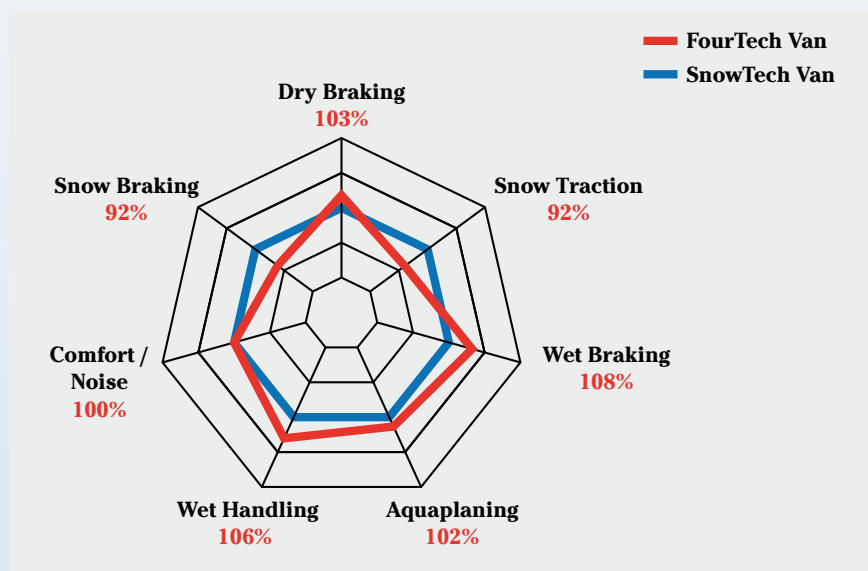 FourTech Van
SnowTech Van
Dry Braking
103%
Snow Braking
92%
Snow Traction
92%
Comfort /
Noise
100%
Wet Braking
108%
Wet Handling
106%
Aquaplaning
102%